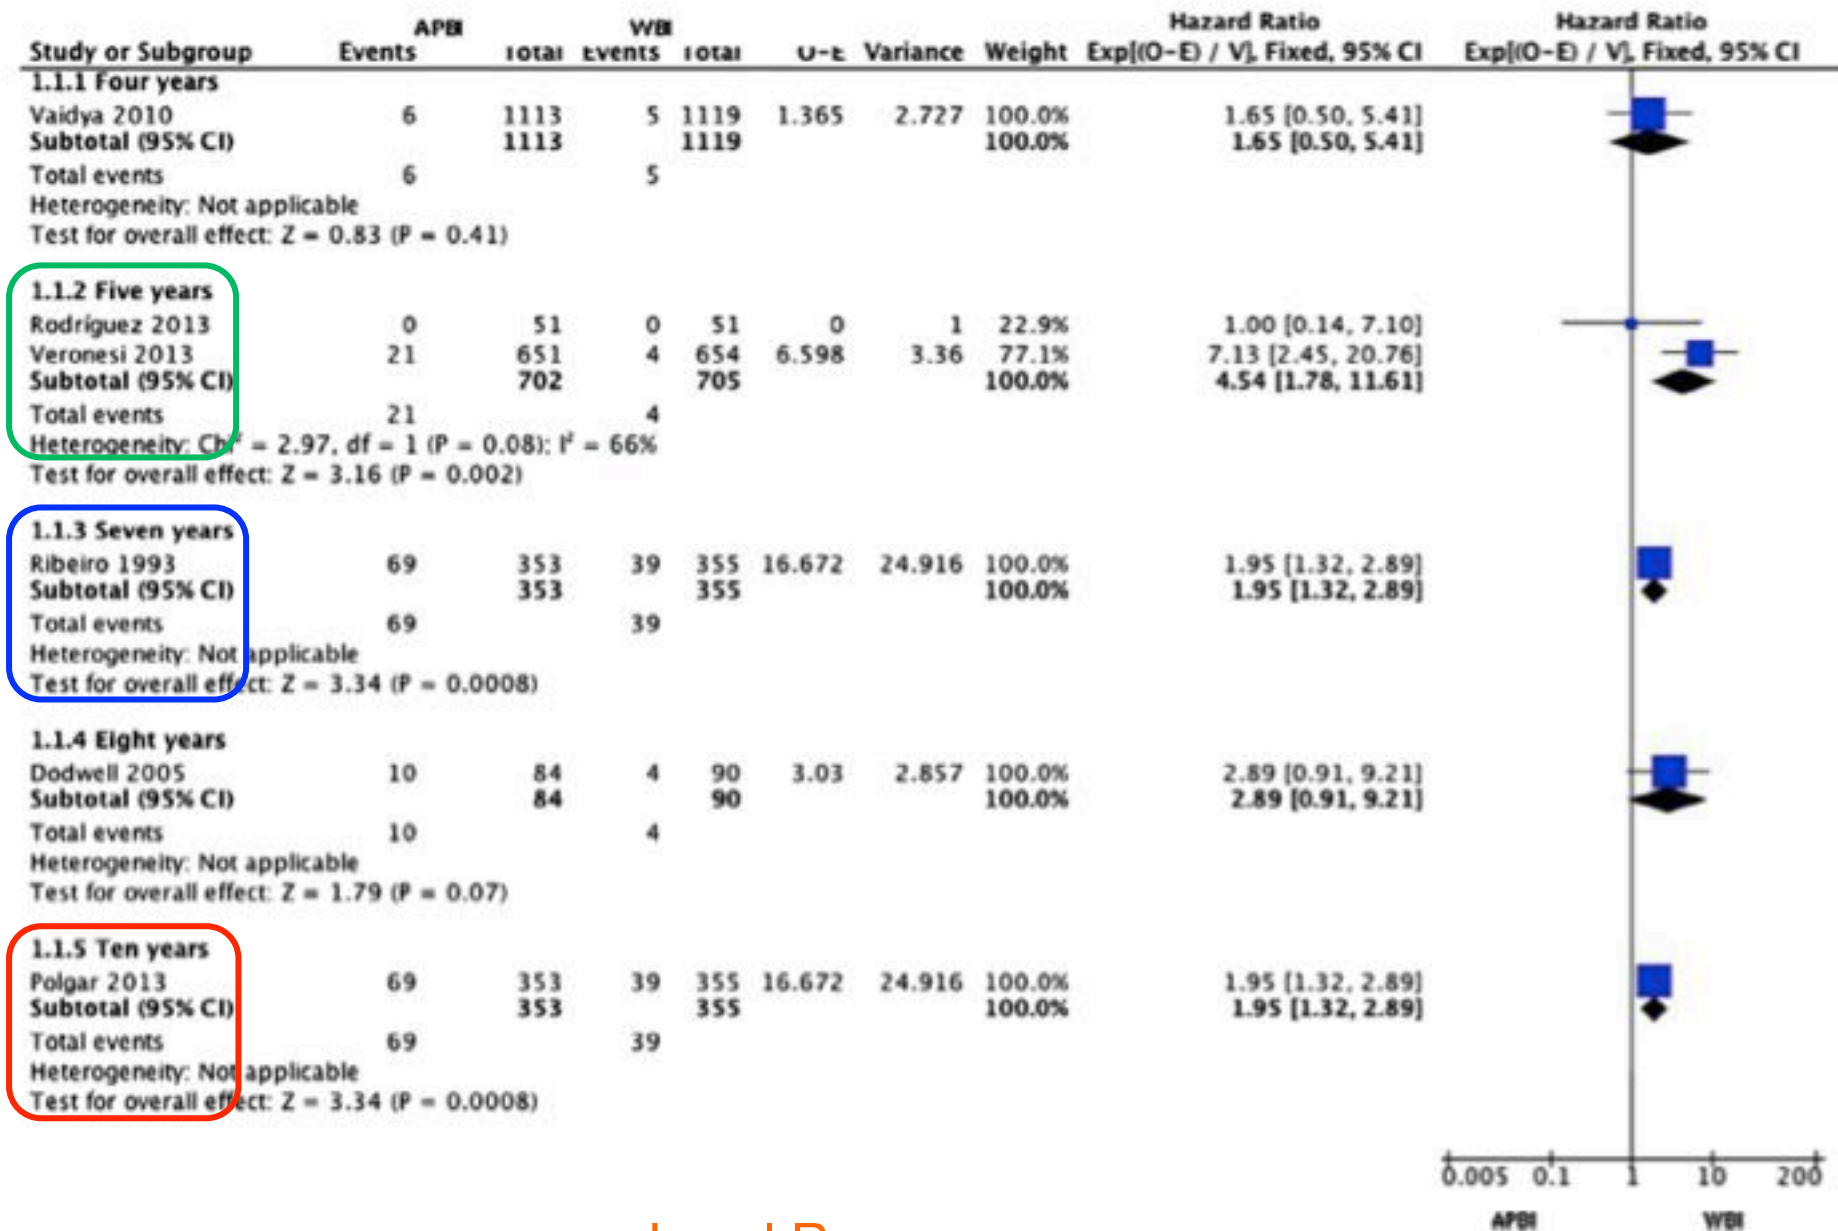 APBI WBI Hazard Ratio Hazard Ratio
Study or Subgroup Events Total Events Total O-E Variance Weight Exp[(O-E) / V], Fixed, 95% CI Exp[(O-E) / V], Fixed, 95% CI
1.1.1 Four years
Vaidya 2010 6 1113 5 1119 1.365 2.727 100.0% 1.65 [0.50, 5.41]
Subtotal (95% CI) 1113 1119 100.0% 1.65 [0.50, 5.41]
Total events 6 5
Heterogeneity: Not applicable
Test for overall effect: Z = 0.83 (P = 0.41)
1.1.2 Five years
Rodríguez 2013 0 51 0 51 0 1 22.9% 1.00 [0.14, 7.10]
Veronesi 2013 21 651 4 654 6.598 3.36 77.1% 7.13 [2.45, 20.76]
Subtotal (95% CI) 702 705 100.0% 4.54 [1.78, 11.61]
Total events 21 4
Heterogeneity: Chi² = 2.97, df = 1 (P = 0.08); I² = 66%
Test for overall effect: Z = 3.16 (P = 0.002)
1.1.3 Seven years
Ribeiro 1993 69 353 39 355 16.672 24.916 100.0% 1.95 [1.32, 2.89]
Subtotal (95% CI) 353 355 100.0% 1.95 [1.32, 2.89]
Total events 69 39
Heterogeneity: Not applicable
Test for overall effect: Z = 3.34 (P = 0.0008)
1.1.4 Eight years
Dodwell 2005 10 84 4 90 3.03 2.857 100.0% 2.89 [0.91, 9.21]
Subtotal (95% CI) 84 90 100.0% 2.89 [0.91, 9.21]
Total events 10 4
Heterogeneity: Not applicable
Test for overall effect: Z = 1.79 (P = 0.07)
1.1.5 Ten years
Polgar 2013 69 353 39 355 16.672 24.916 100.0% 1.95 [1.32, 2.89]
Subtotal (95% CI) 353 355 100.0% 1.95 [1.32, 2.89]
Total events 69 39
Heterogeneity: Not applicable
Test for overall effect: Z = 3.34 (P = 0.0008)
0.005 0.1 1 10 200
APBI WBI